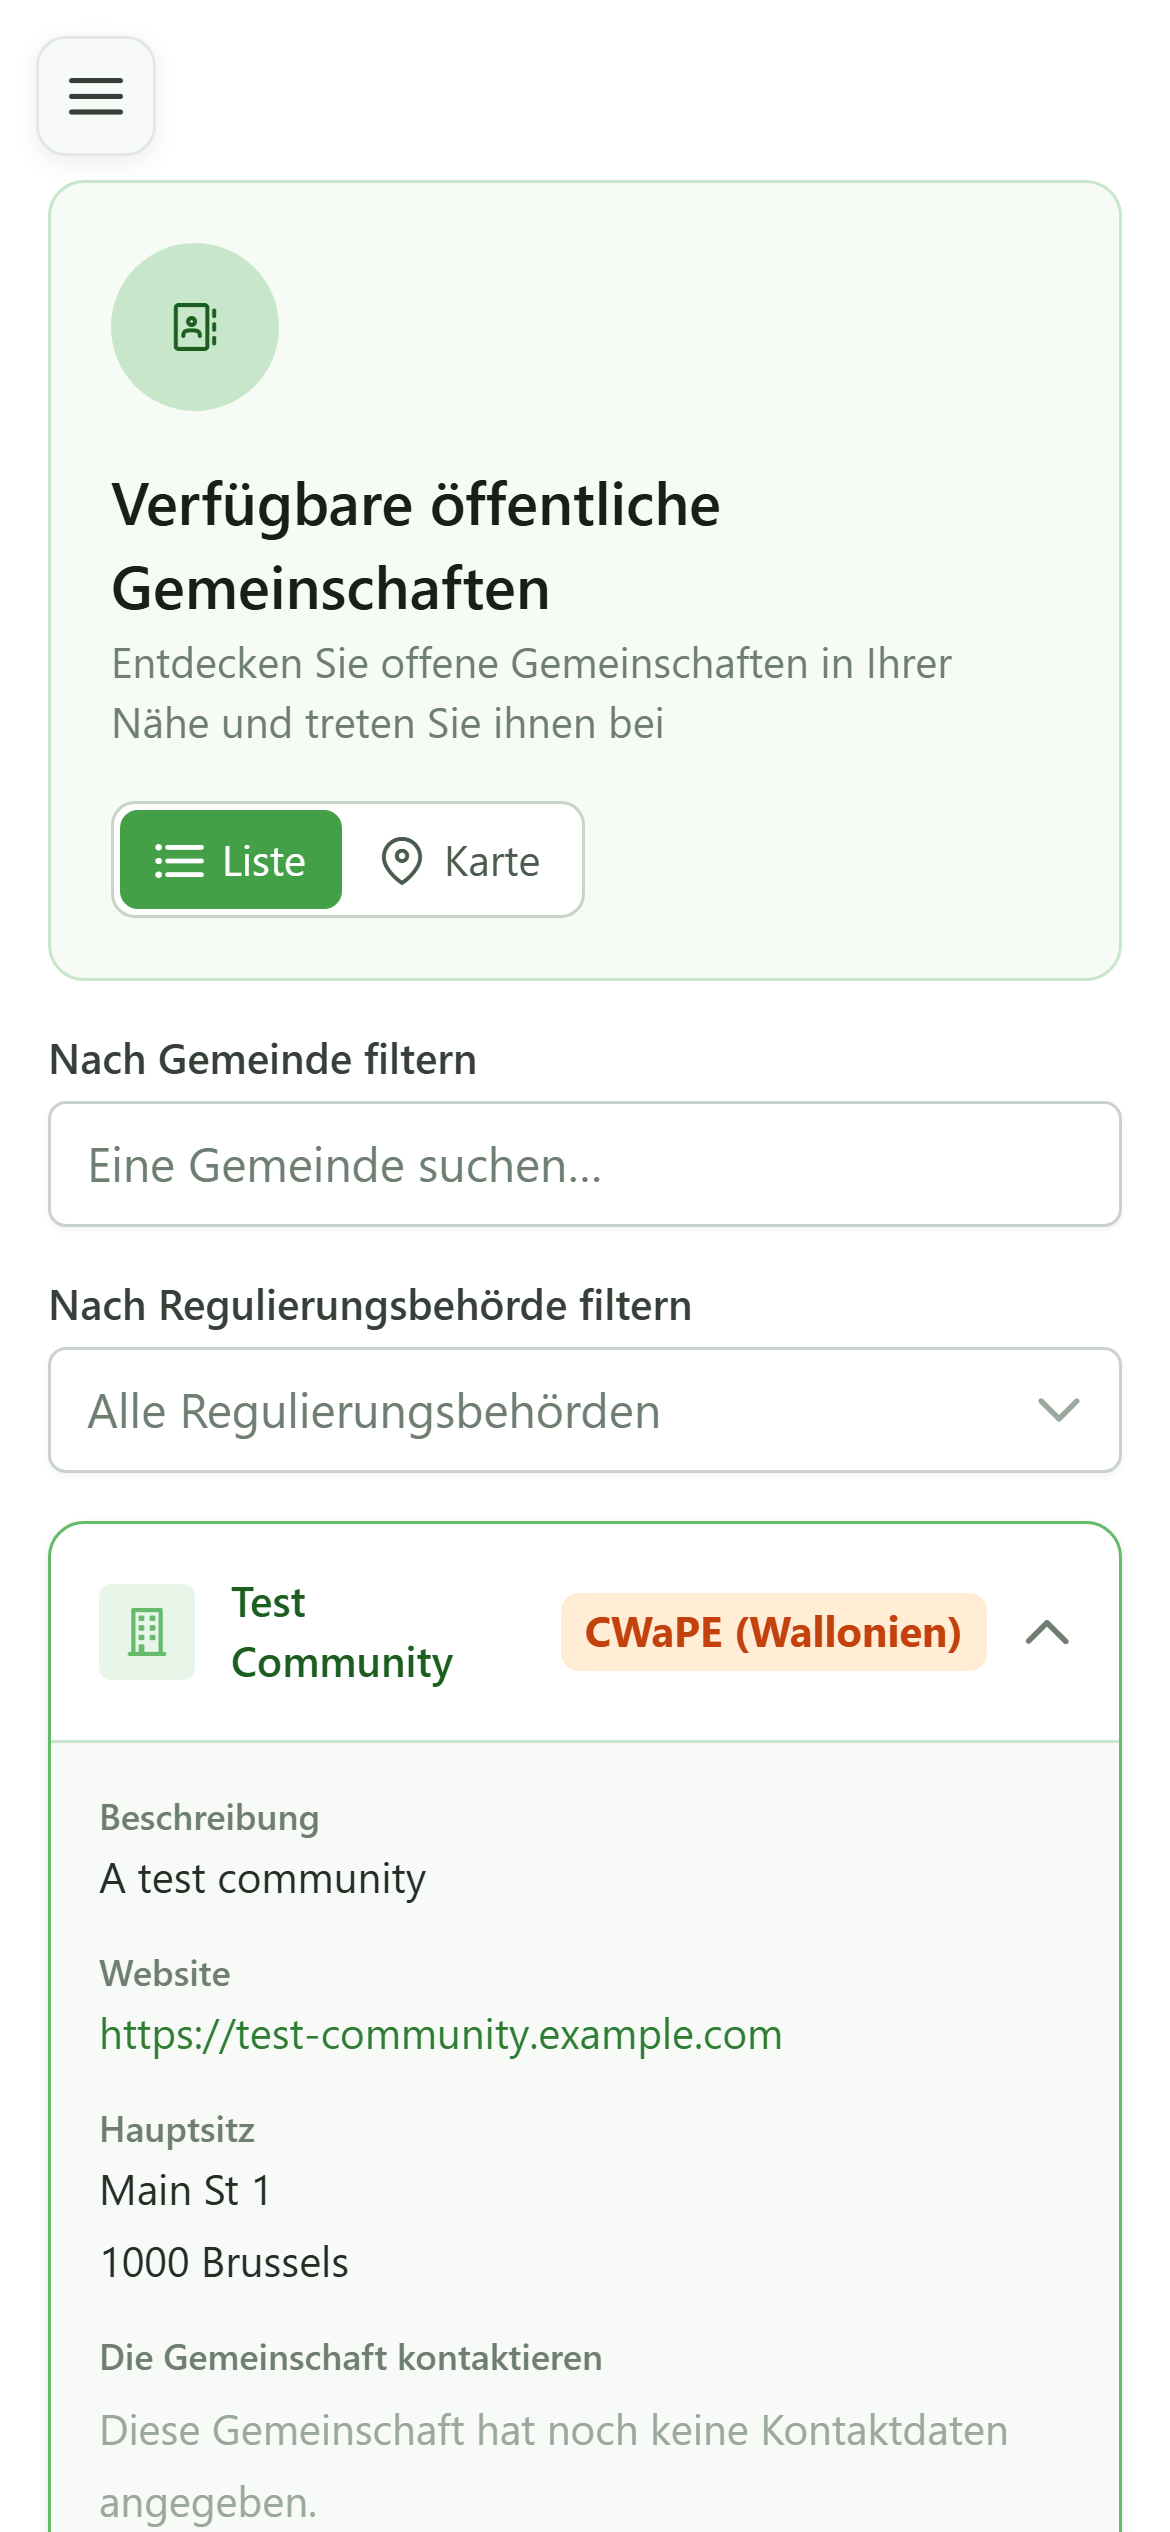 Verfügbare öffentliche
Gemeinschaften
Entdecken Sie offene Gemeinschaften in Ihrer
Nähe und treten Sie ihnen bei
Liste
Karte
Nach Gemeinde filtern
Eine Gemeinde suchen...
Nach Regulierungsbehörde filtern
Alle Regulierungsbehörden
Test
Community
CWaPE (Wallonien)
Beschreibung
A test community
Website
https://test-community.example.com
Hauptsitz
Main St 1
1000 Brussels
Die Gemeinschaft kontaktieren
Diese Gemeinschaft hat noch keine Kontaktdaten
angegeben.